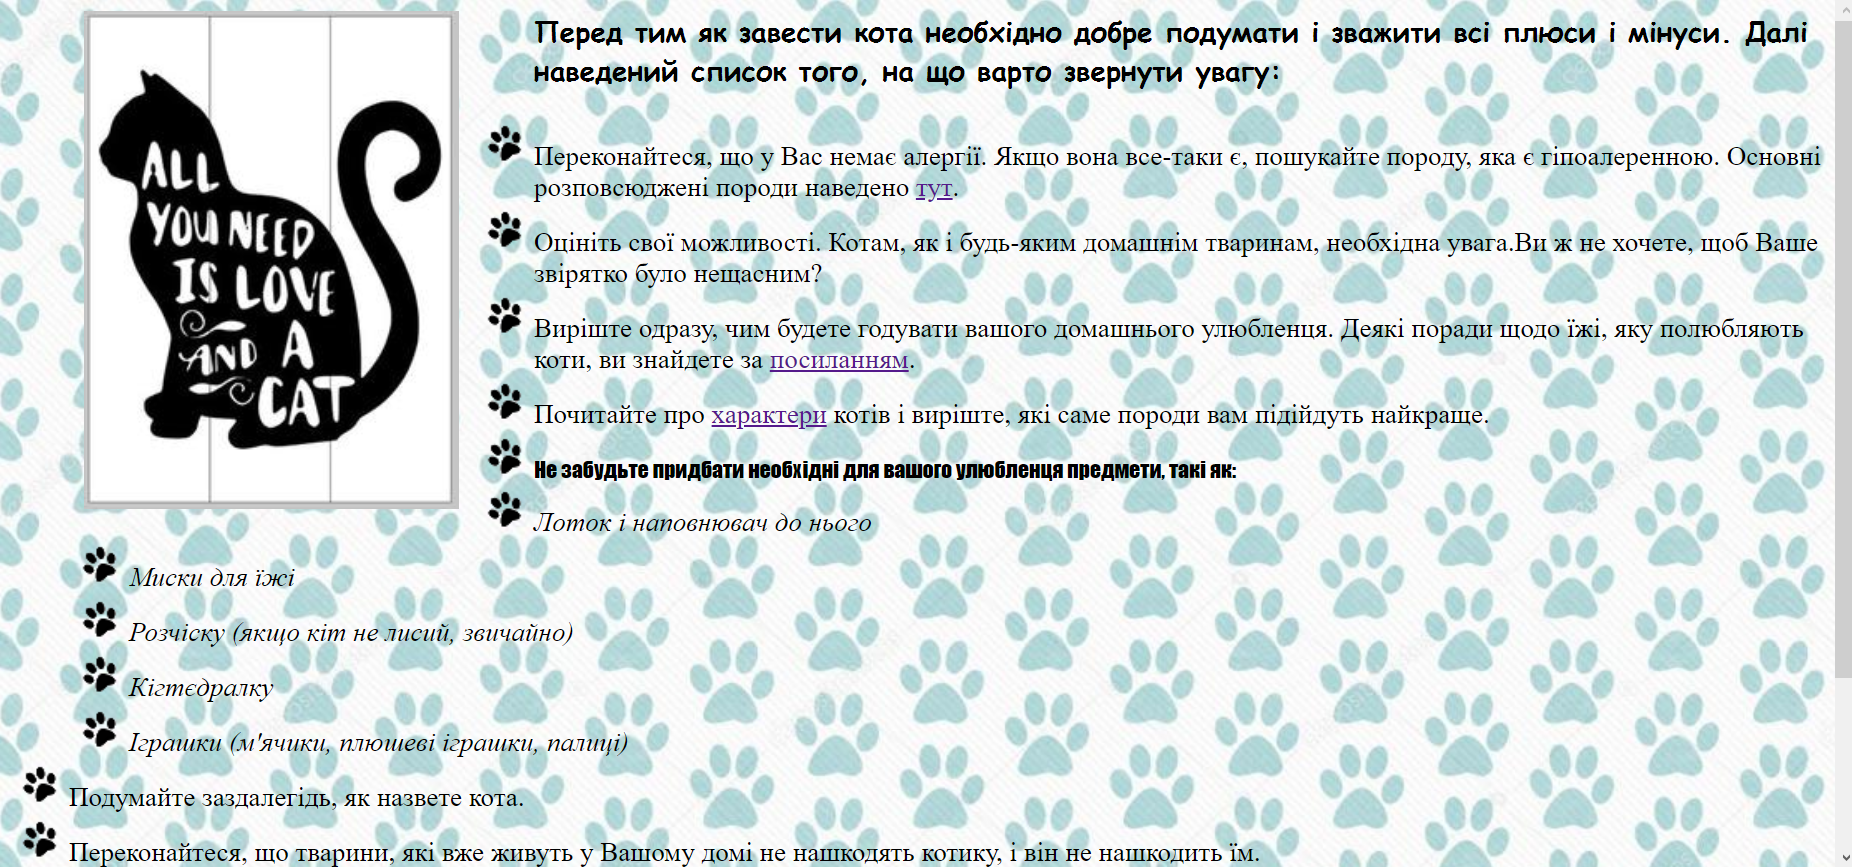 ALL
YOU NEED
IS LOVE
AND A
CAT
Перед тим як завести кота необхідно добре подумати і зважити всі плюси і мінуси. Далі
наведений список того, на що варто звернути увагу:
Переконайтеся, що у Вас немає алергії. Якщо вона все-таки є, пошукайте породу, яка є гіпоалеренною. Основні
розповсюджені породи наведено тут.
Оцініть свої можливості. Котам, як і будь-яким домашнім тваринам, необхідна увага.Ви ж не хочете, щоб Ваше
звірятко було нещасним?
Виріште одразу, чим будете годувати вашого домашнього улюбленця. Деякі поради щодо їжі, яку полюбляють
коти, ви знайдете за посиланням.
Почитайте про характери котів і виріште, які саме породи вам підійдуть найкраще.
Не забудьте придбати необхідні для вашого улюбленця предмети, такі як:
Лоток і наповнювач до нього
Миски для їжі
Розчіску (якщо кіт не лисий, звичайно)
Кігтєдралку
Іграшки (м'ячики, плюшеві іграшки, палиці)
Подумайте заздалегідь, як назвете кота.
Переконайтеся, що тварини, які вже живуть у Вашому домі не нашкодять котику, і він не нашкодить їм.